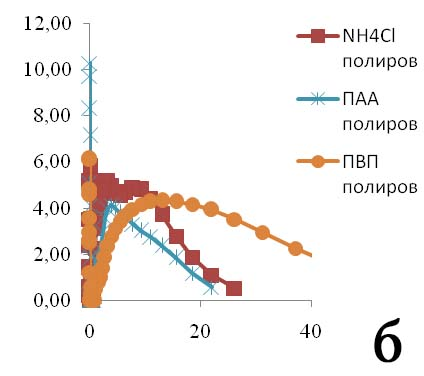 12,00
10,00
8,00
6,00
4,00
2,00
0,00
0 20 40
NH4Cl
полиров
ПАА
полиров
ПВП
полиров
б